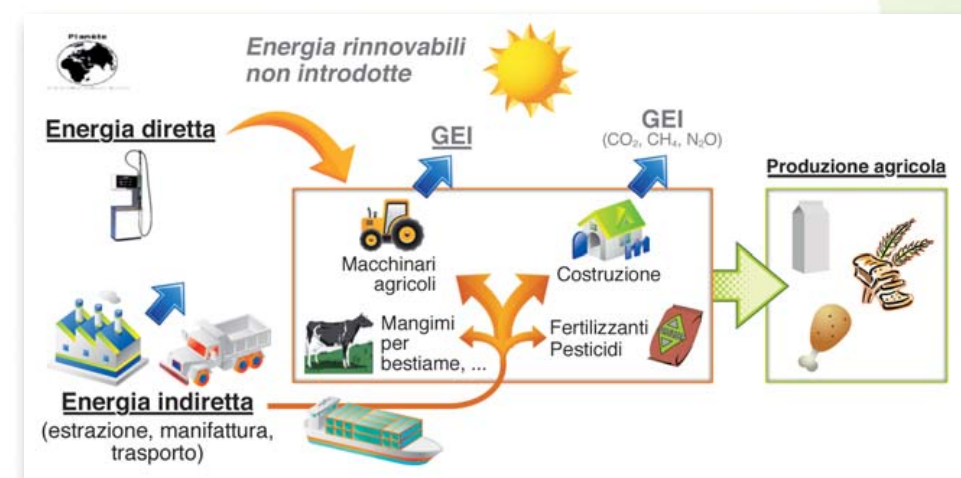 Planète
Energia rinnovabili
non introdotte
Energia diretta
GEI
GEI
(CO₂, CH₄, N₂O)
Produzione agricola
Macchinari
agricoli
Costruzione
Mangimi
per
bestiame, ...
Fertilizzanti
Pesticidi
Energia indiretta
(estrazione, manifattura,
trasporto)